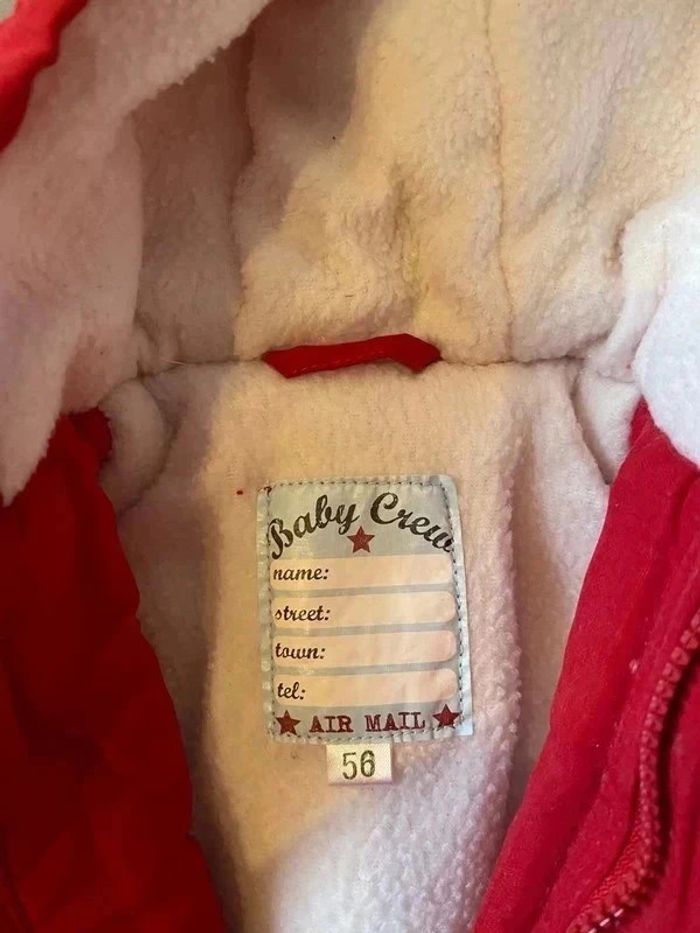 Baby Crew
name:
street:
town:
tel:
AIR MAIL
56